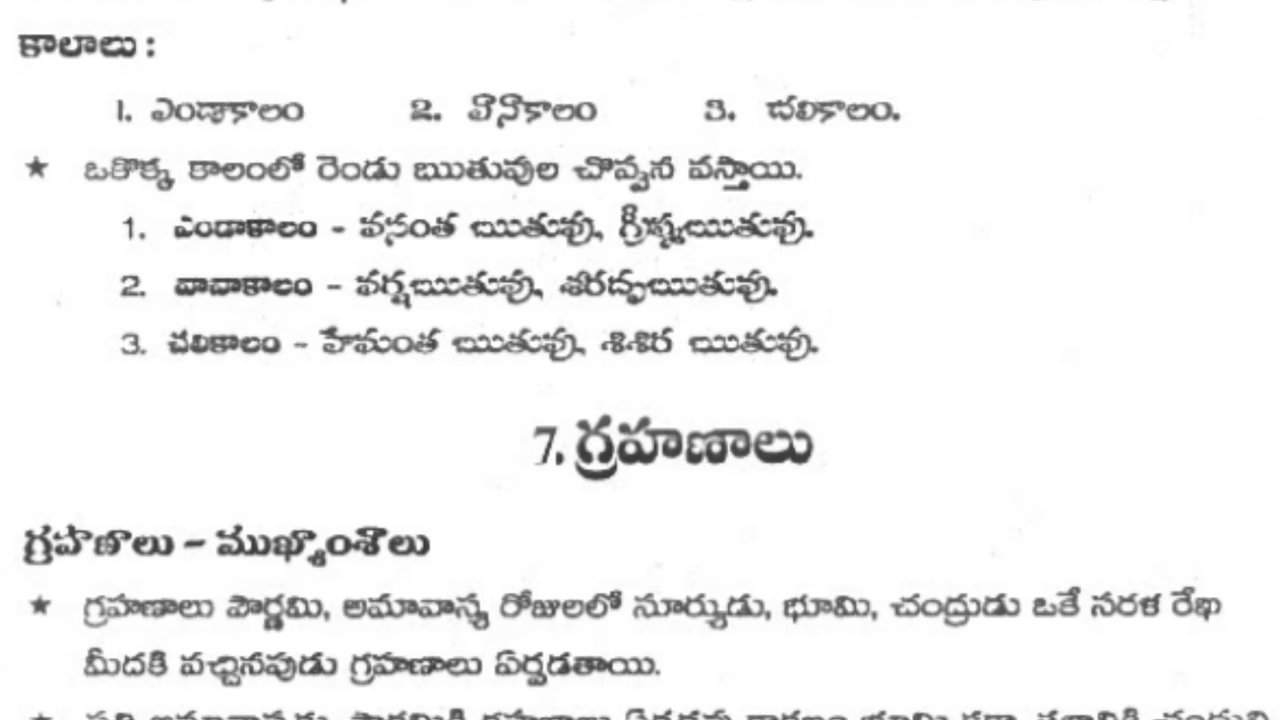 కాలాలు :
1. ఎండాకాలం 2. వానాకాలం 3. చలికాలం.
★ ఒకొక్క కాలంలో రెండు ఋతువుల చొప్పున వస్తాయి.
1. ఎండాకాలం - వసంత ఋతువు, గ్రీష్మఋతువు.
2. వానాకాలం - వర్షఋతువు, శరదృఋతువు.
3. చలికాలం - హేమంత ఋతువు, శిశిర ఋతువు.
7. గ్రహణాలు
గ్రహణాలు - ముఖ్యాంశాలు
★ గ్రహణాలు పౌర్ణమి, అమావాస్య రోజులలో సూర్యుడు, భూమి, చంద్రుడు ఒకే సరళ రేఖ
మీదకి వచ్చినపుడు గ్రహణాలు ఏర్పడతాయి.